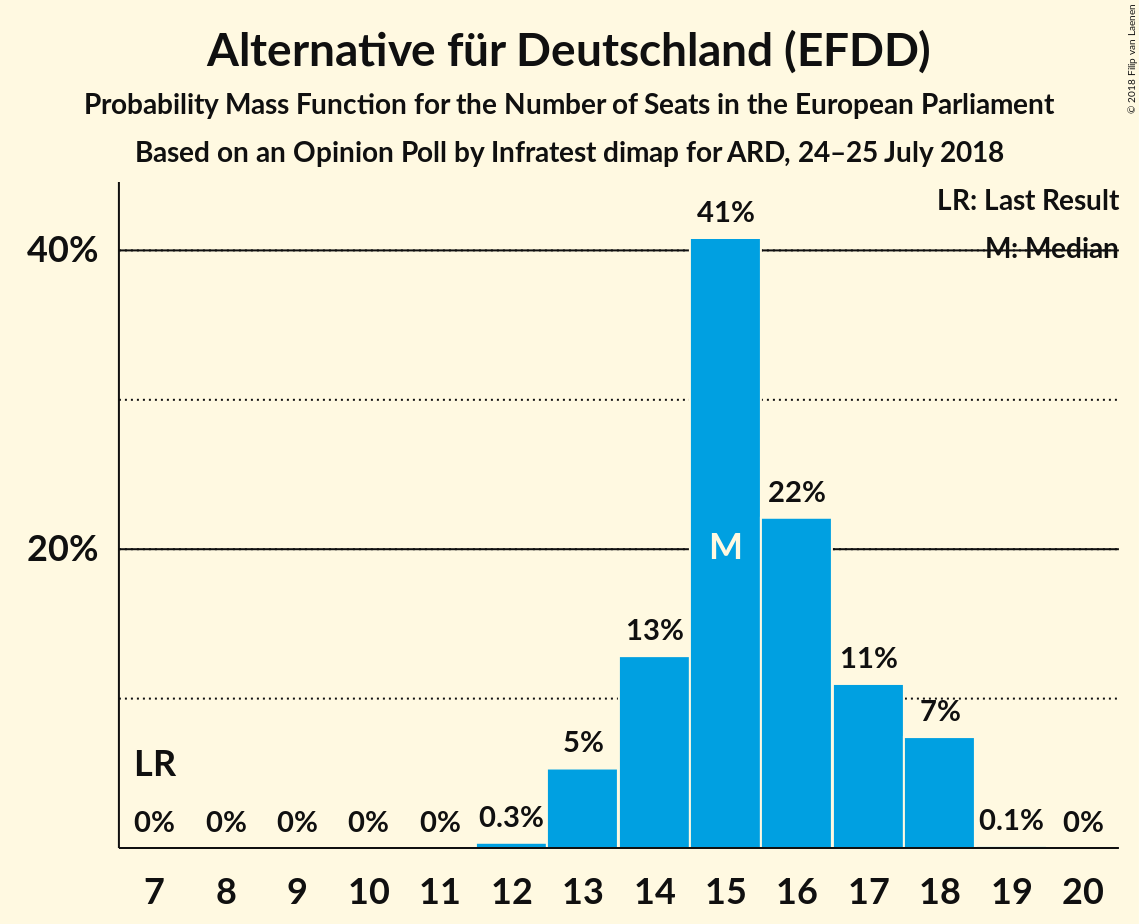 Alternative für Deutschland (EFDD)
Probability Mass Function for the Number of Seats in the European Parliament
Based on an Opinion Poll by Infratest dimap for ARD, 24–25 July 2018
© 2018 Filip van Laenen
LR: Last Result
M: Median
41%
40%
22%
20%
M
13%
11%
7%
5%
LR
0% 0% 0% 0% 0% 0.3% 0.1% 0%
7 8 9 10 11 12 13 14 15 16 17 18 19 20